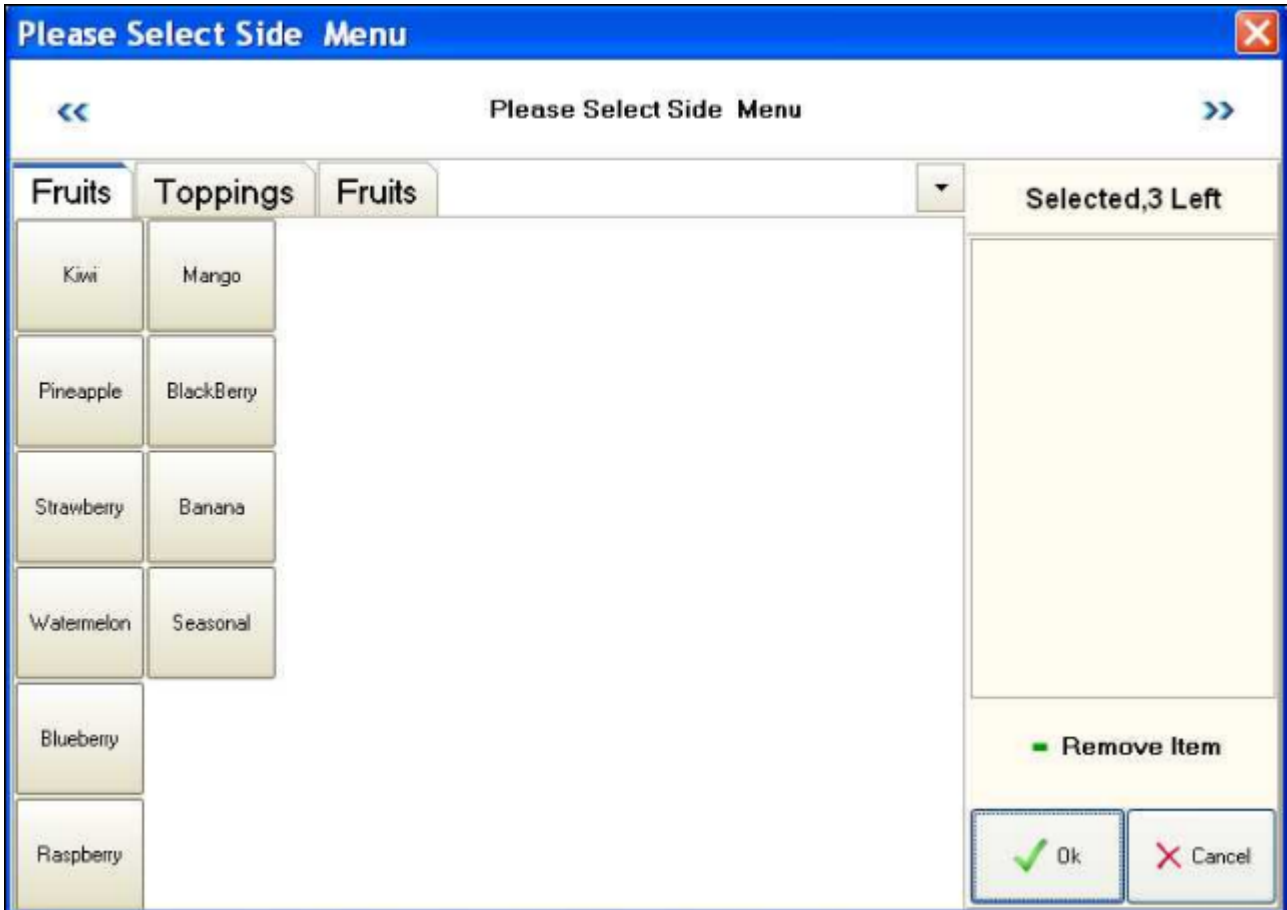 Please Select Side  Menu
<< Please Select Side  Menu >>
Fruits Toppings Fruits
Selected,3 Left
Kiwi Mango
Pineapple BlackBerry
Strawberry Banana
Watermelon Seasonal
Blueberry
- Remove Item
Raspberry
Ok Cancel